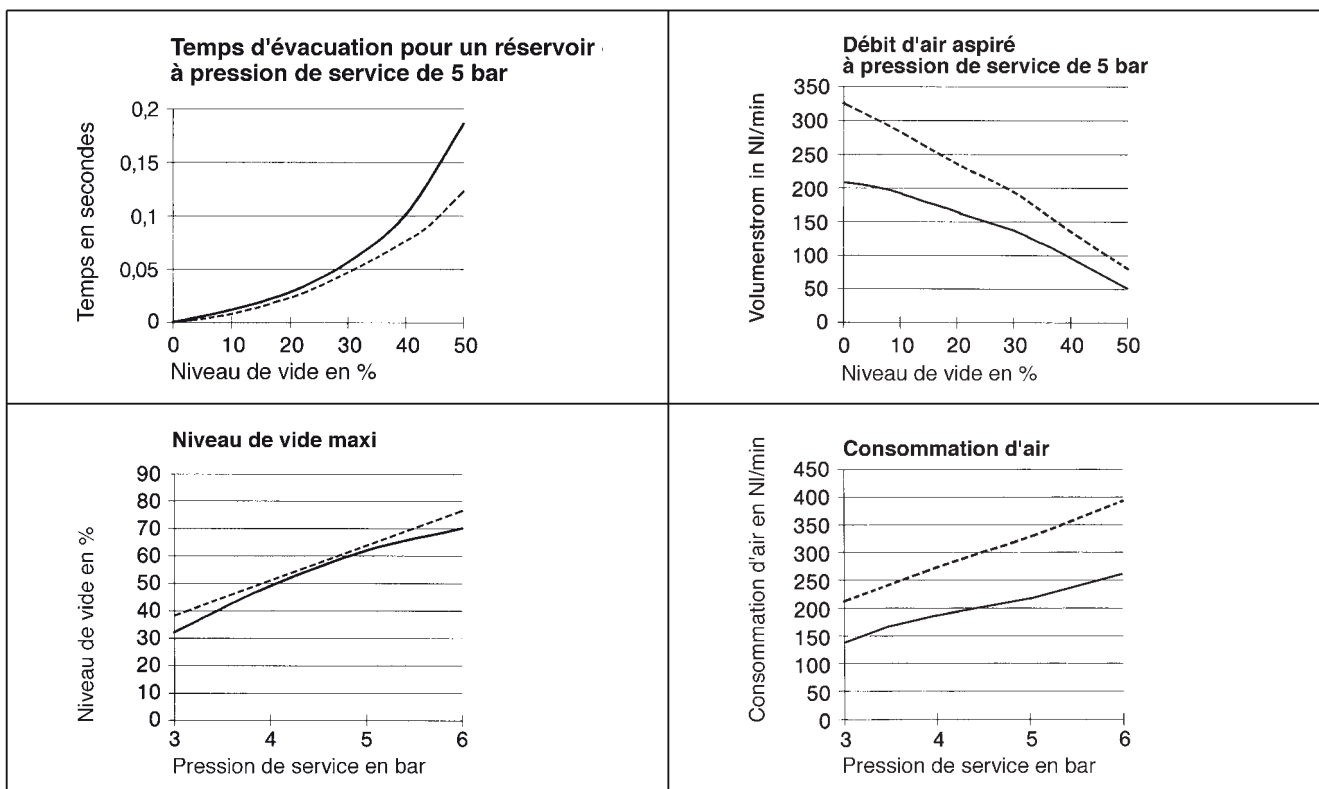 Temps d'évacuation pour un réservoir
à pression de service de 5 bar
Temps en secondes
0,2
0,15
0,1
0,05
0
0 10 20 30 40 50
Niveau de vide en %
Débit d'air aspiré
à pression de service de 5 bar
Volumenstrom in Nl/min
350
300
250
200
150
100
50
0
0 10 20 30 40 50
Niveau de vide en %
Niveau de vide maxi
Niveau de vide en %
90
80
70
60
50
40
30
20
10
0
3 4 5 6
Pression de service en bar
Consommation d'air
Consommation d'air en Nl/min
450
400
350
300
250
200
150
100
50
0
3 4 5 6
Pression de service en bar